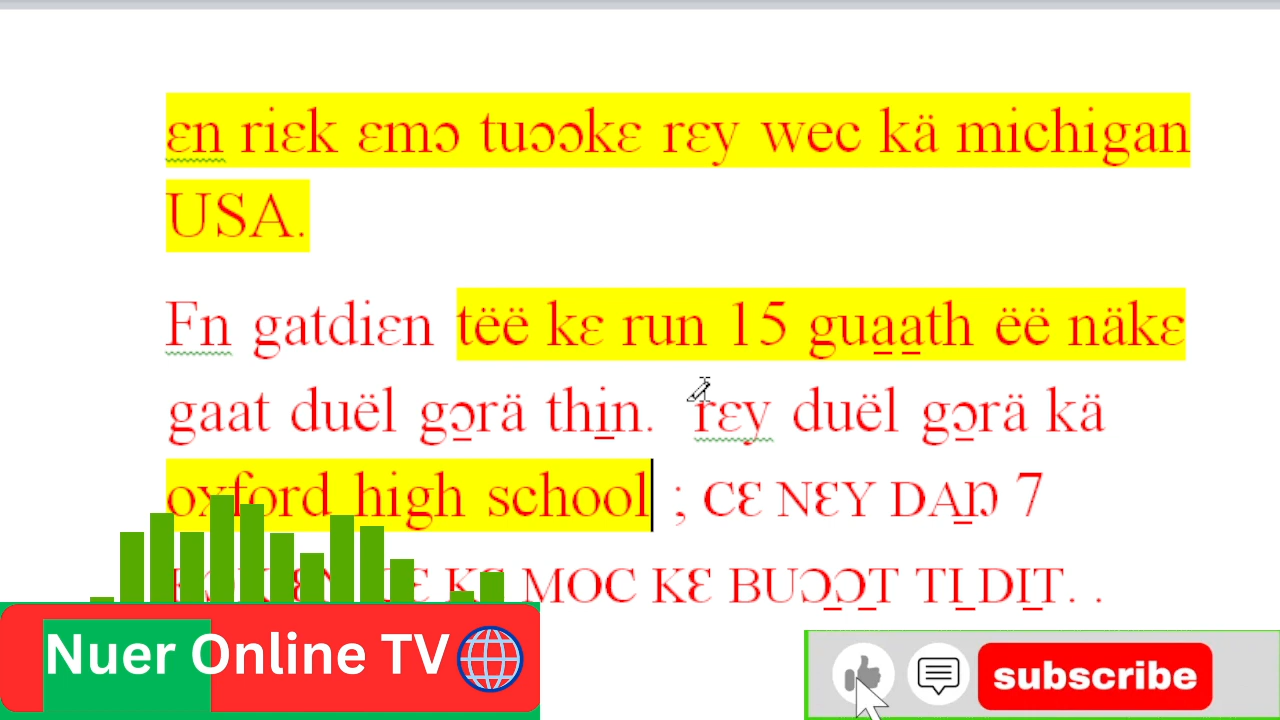 ɛn riɛk ɛmɔ tuɔɔkɛ rɛy wec kä michigan
USA.
Fn gatdiɛn tëë kɛ run 15 gua̱a̱th ëë näkɛ
gaat duël gɔ̱rä thi̱n. rɛy duël gɔ̱rä kä
oxford high school ; CƐ NƐY DA̱Ŋ 7
MOC KƐ BUƆ̱Ɔ̱T TI̱ DI̱T. .
Nuer Online TV
subscribe